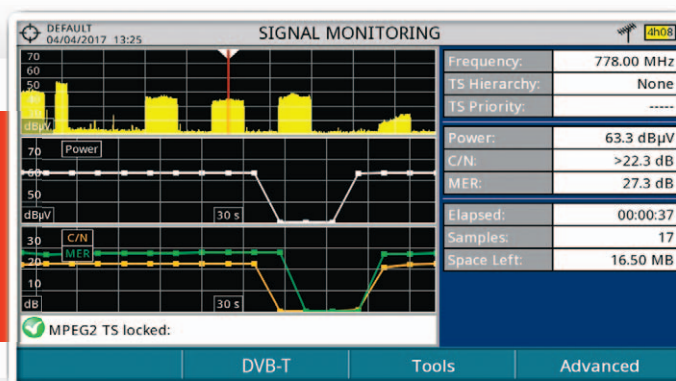 DEFAULT
04/04/2017 13:25
SIGNAL MONITORING
4h08
70
60
50
dBµV
Frequency: 778.00 MHz
TS Hierarchy: None
TS Priority: -----
70
Power
60
50
dBµV
30 s
Power: 63.3 dBµV
C/N: >22.3 dB
MER: 27.3 dB
30
C/N
MER
20
10
dB
30 s
Elapsed: 00:00:37
Samples: 17
Space Left: 16.50 MB
MPEG2 TS locked:
DVB-T
Tools
Advanced